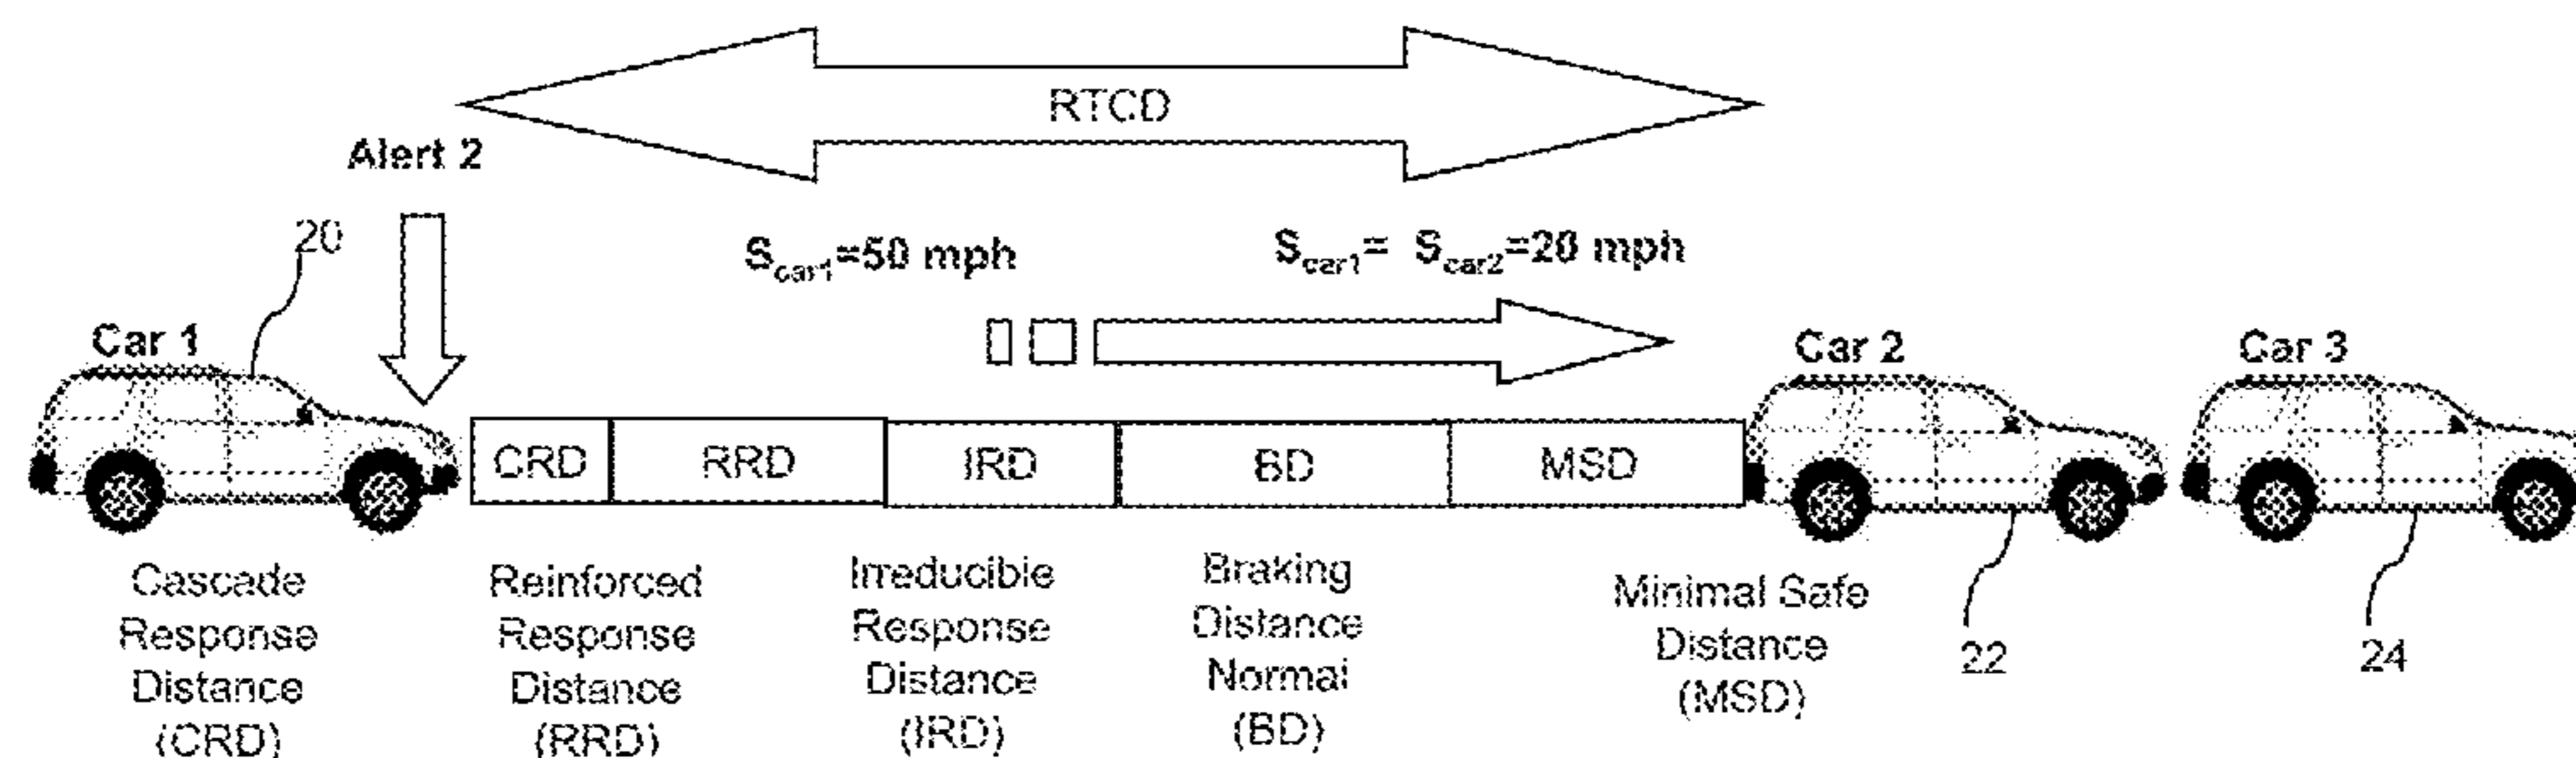 RTCD
Alert 2
20
Scar1=50 mph
Scar1= Scar2=20 mph
Car 1
Car 2
Car 3
CRD
RRD
IRD
BD
MSD
Cascade
Response
Distance
(CRD)
Reinforced
Response
Distance
(RRD)
Irreducible
Response
Distance
(IRD)
Braking
Distance
Normal
(BD)
Minimal Safe
Distance
(MSD)
22
24